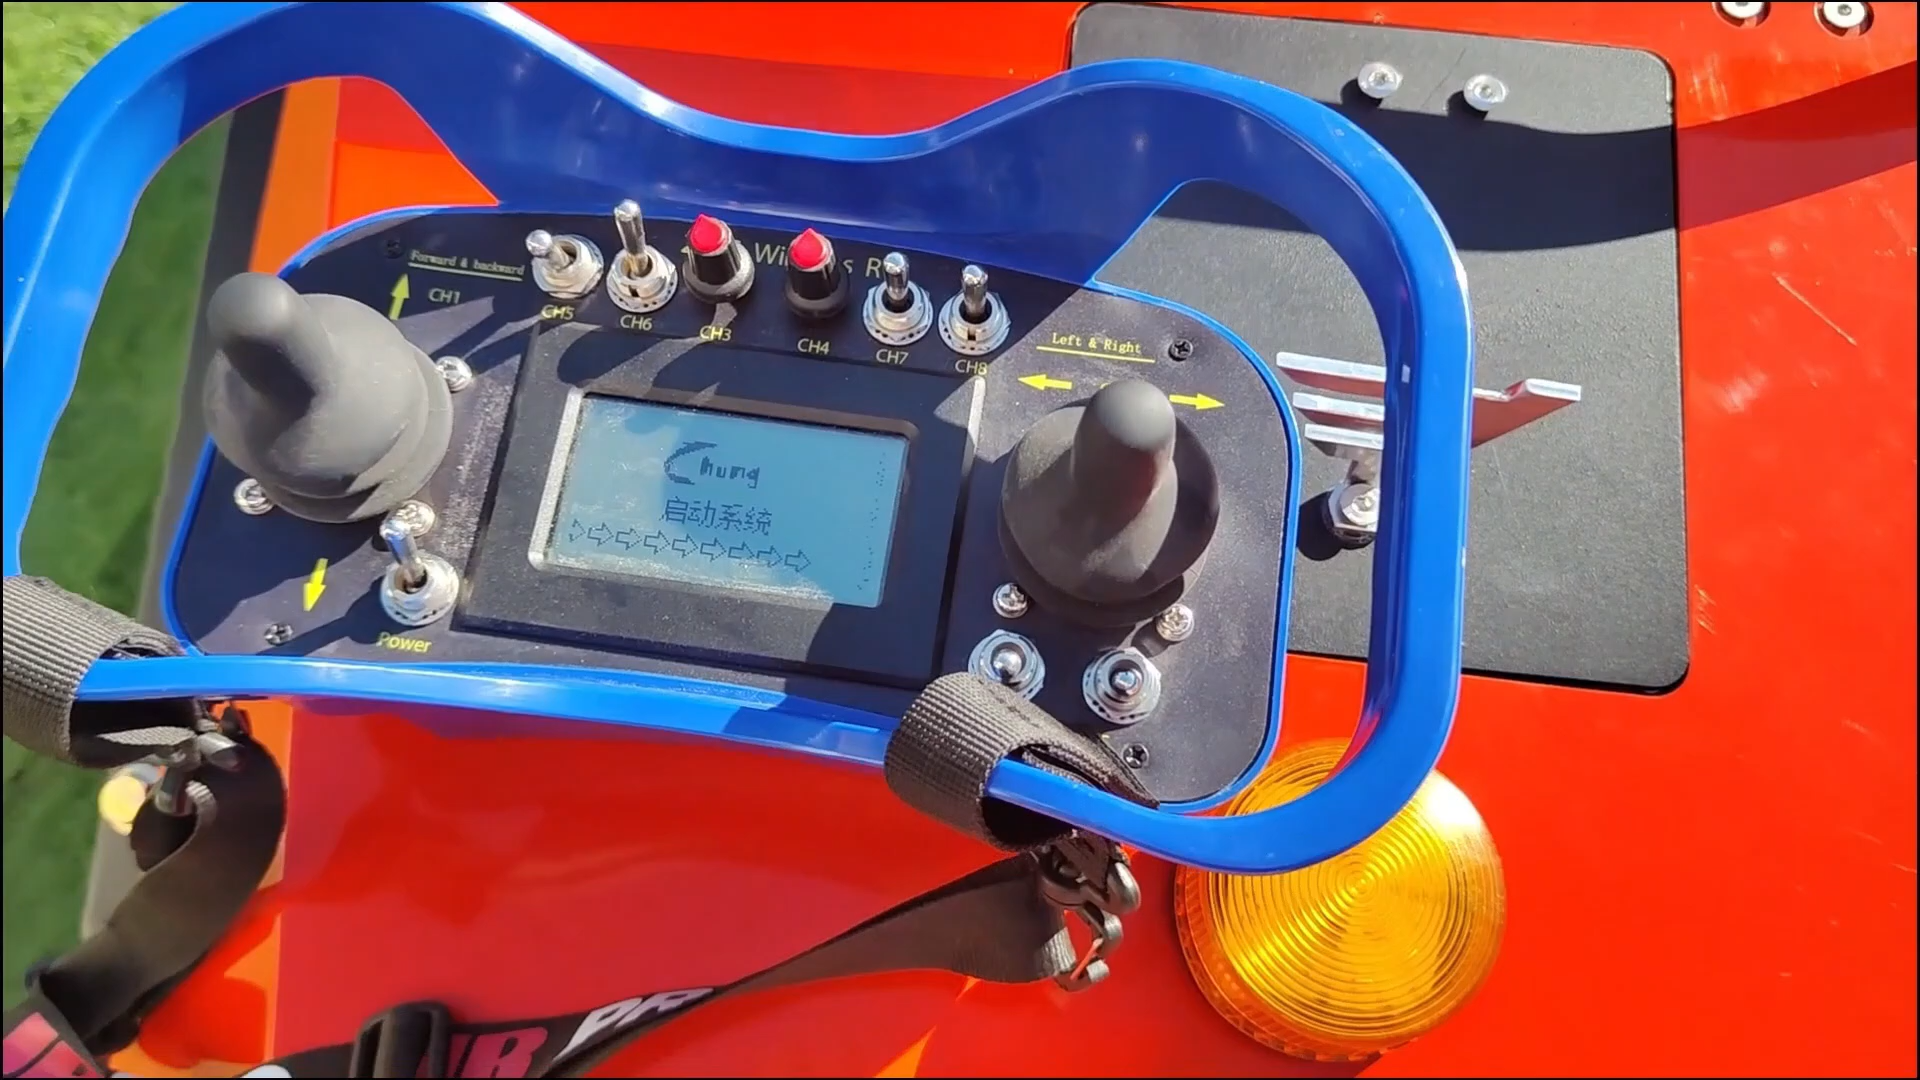 Forward & backward
CH1
CH5
CH6
CH3
CH4
CH7
CH8
Left & Right
Chung
启动系统
Power